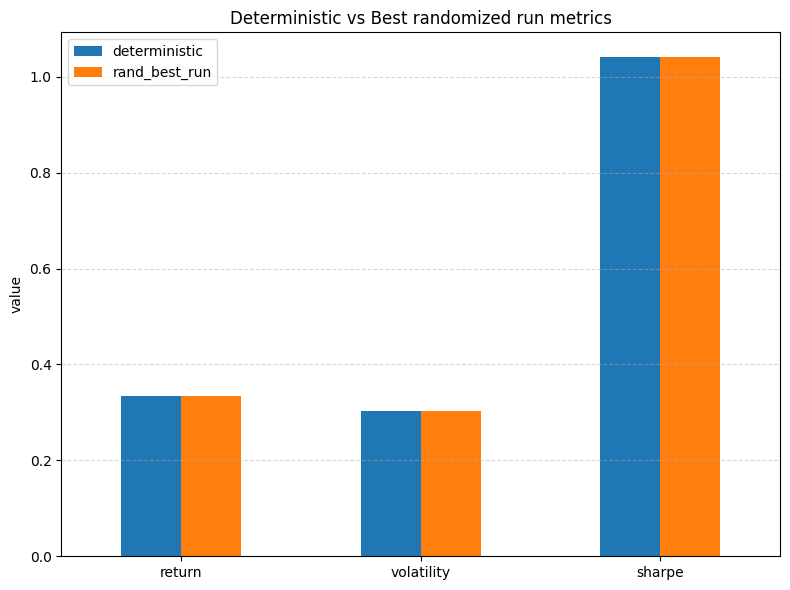 Deterministic vs Best randomized run metrics
deterministic
rand_best_run
value
1.0
0.8
0.6
0.4
0.2
0.0
return volatility sharpe